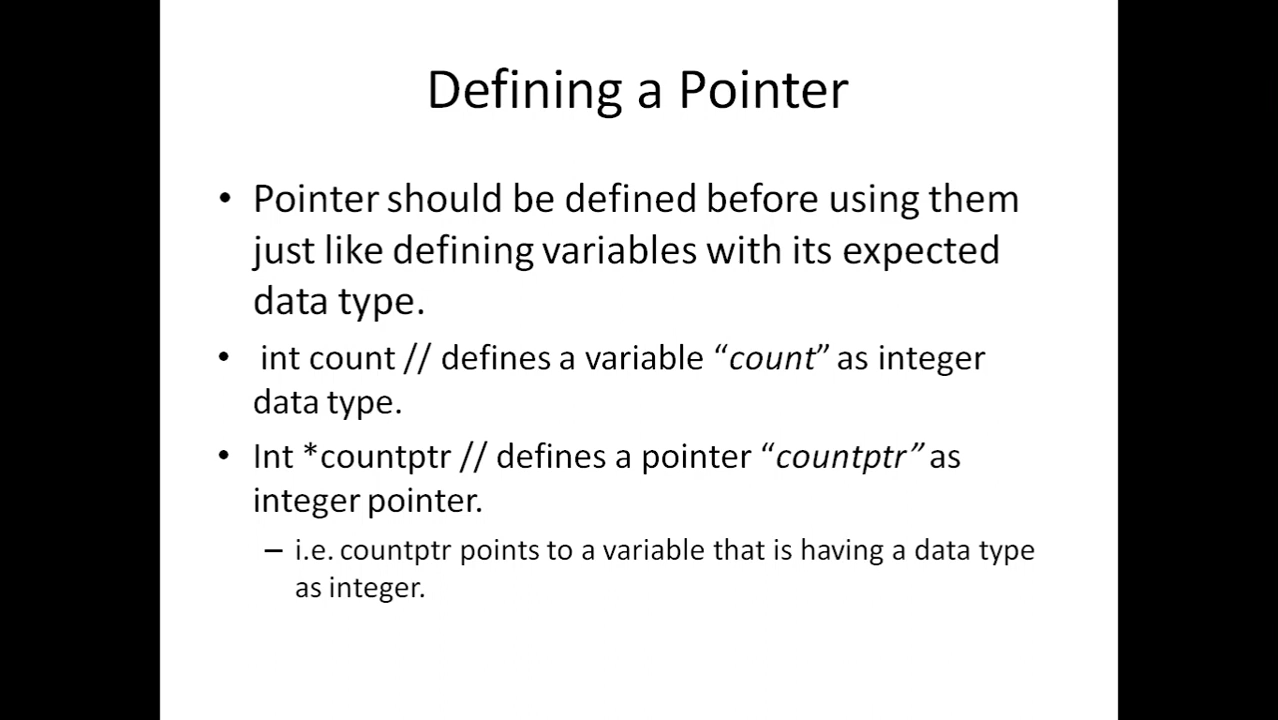 Defining a Pointer
• Pointer should be defined before using them
just like defining variables with its expected
data type.
• int count // defines a variable “count” as integer
data type.
• Int *countptr // defines a pointer “countptr” as
integer pointer.
– i.e. countptr points to a variable that is having a data type
as integer.